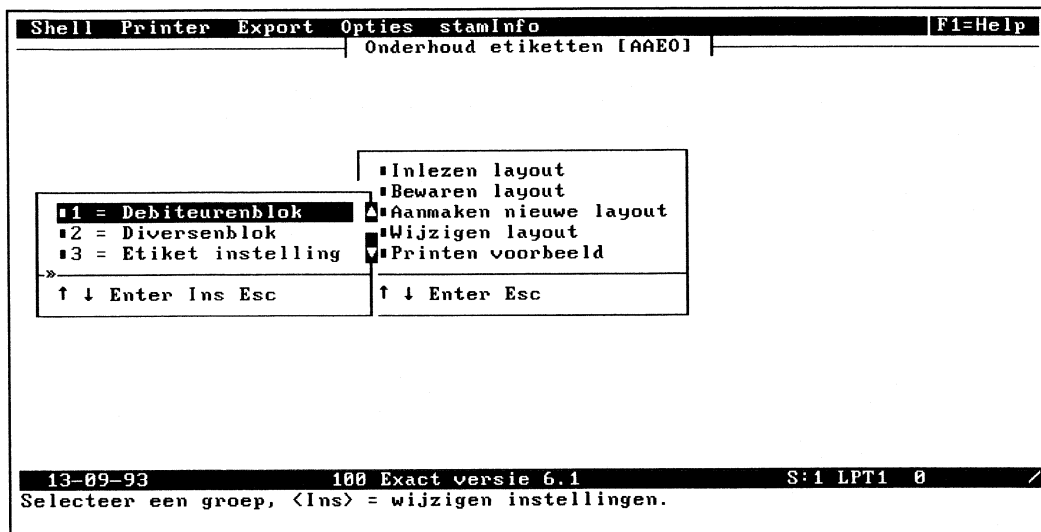 Shell Printer Export Opties stamInfo F1=Help
Onderhoud etiketten [AAEO]
Inlezen layout
Bewaren layout
Aanmaken nieuwe layout
Wijzigen layout
Printen voorbeeld
↑ ↓ Enter Esc
1 = Debiteurenblok
2 = Diversenblok
3 = Etiket instelling
»
↑ ↓ Enter Ins Esc
13-09-93 100 Exact versie 6.1 S:1 LPT1 0 /
Selecteer een groep, <Ins> = wijzigen instellingen.